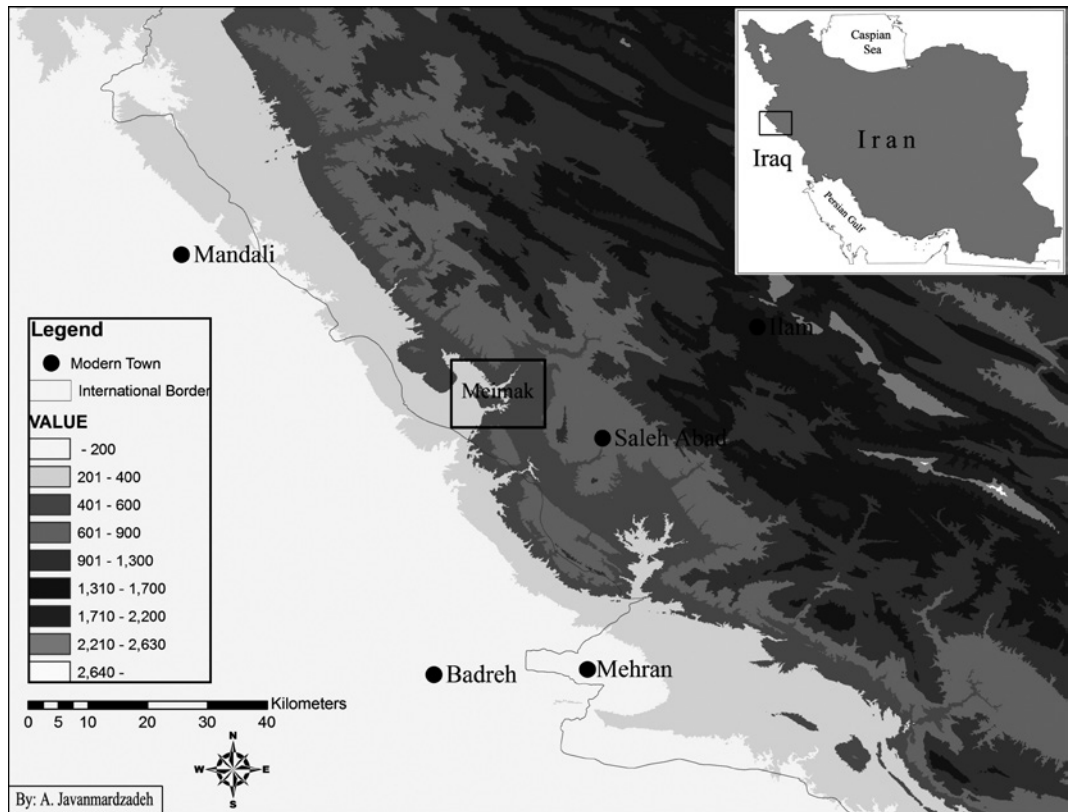 Caspian
Sea
Iran
Iraq
Persian Gulf
Mandali
Ilam
Meimak
Saleh Abad
Legend
Modern Town
International Border
VALUE
- 200
201 - 400
401 - 600
601 - 900
901 - 1,300
1,310 - 1,700
1,710 - 2,200
2,210 - 2,630
2,640 -
Badreh
Mehran
Kilometers
0 5 10 20 30 40
N
W E
S
By: A. Javanmardzadeh